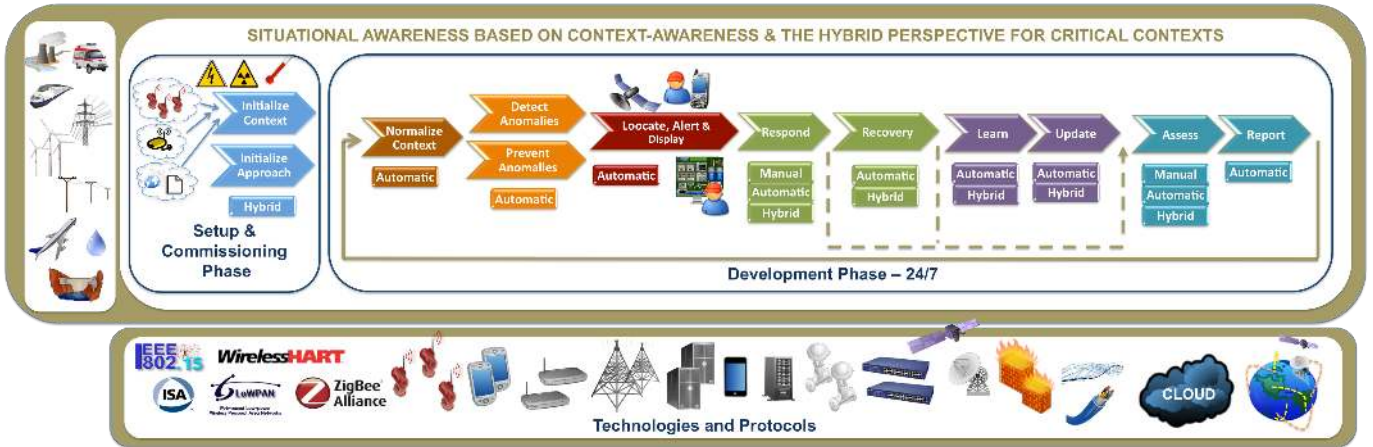 SITUATIONAL AWARENESS BASED ON CONTEXT-AWARENESS & THE HYBRID PERSPECTIVE FOR CRITICAL CONTEXTS
Initialize
Context
Initialize
Approach
Hybrid
Setup &
Commissioning
Phase
Normalize
Context
Automatic
Detect
Anomalies
Prevent
Anomalies
Automatic
Loocate, Alert &
Display
Automatic
Respond
Manual
Automatic
Hybrid
Recovery
Automatic
Hybrid
Learn
Automatic
Hybrid
Update
Automatic
Hybrid
Assess
Manual
Automatic
Hybrid
Report
Automatic
Development Phase – 24/7
IEEE
802.15
WirelessHART
ISA
6LoWPAN
ZigBee
Alliance
CLOUD
Technologies and Protocols